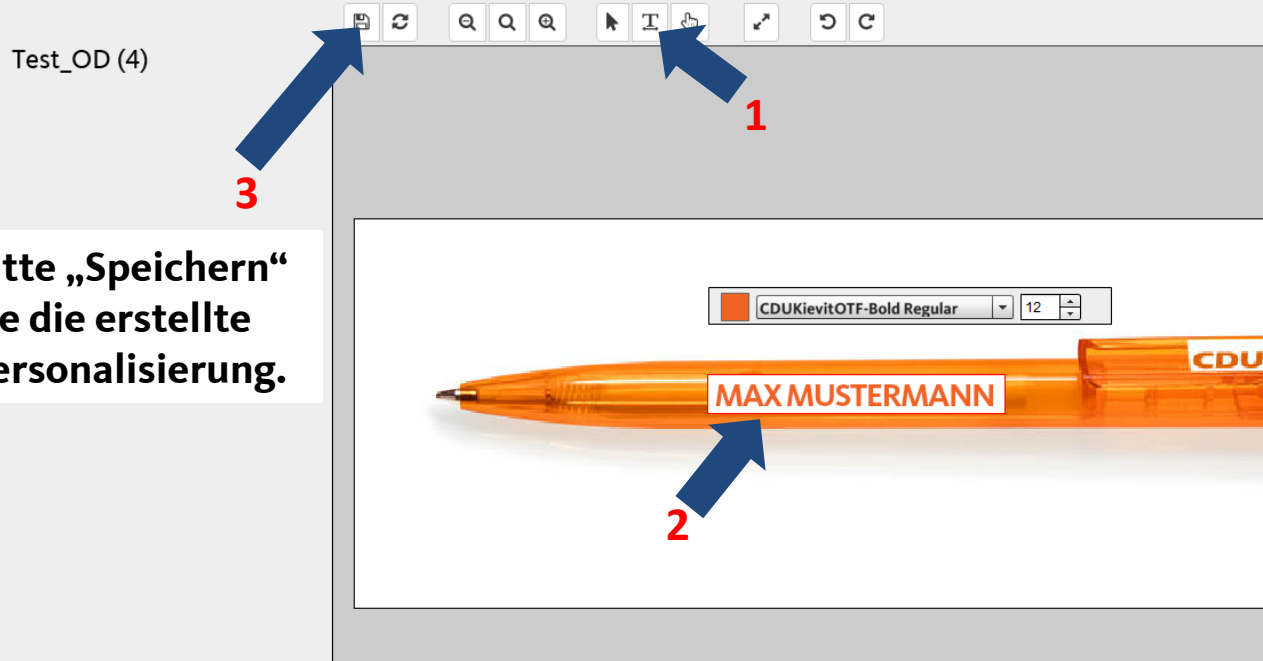 Test_OD (4)
1
3
tte „Speichern“
e die erstellte
ersonalisierung.
CDUKievitOTF-Bold Regular 12
CDU
MAX MUSTERMANN
2